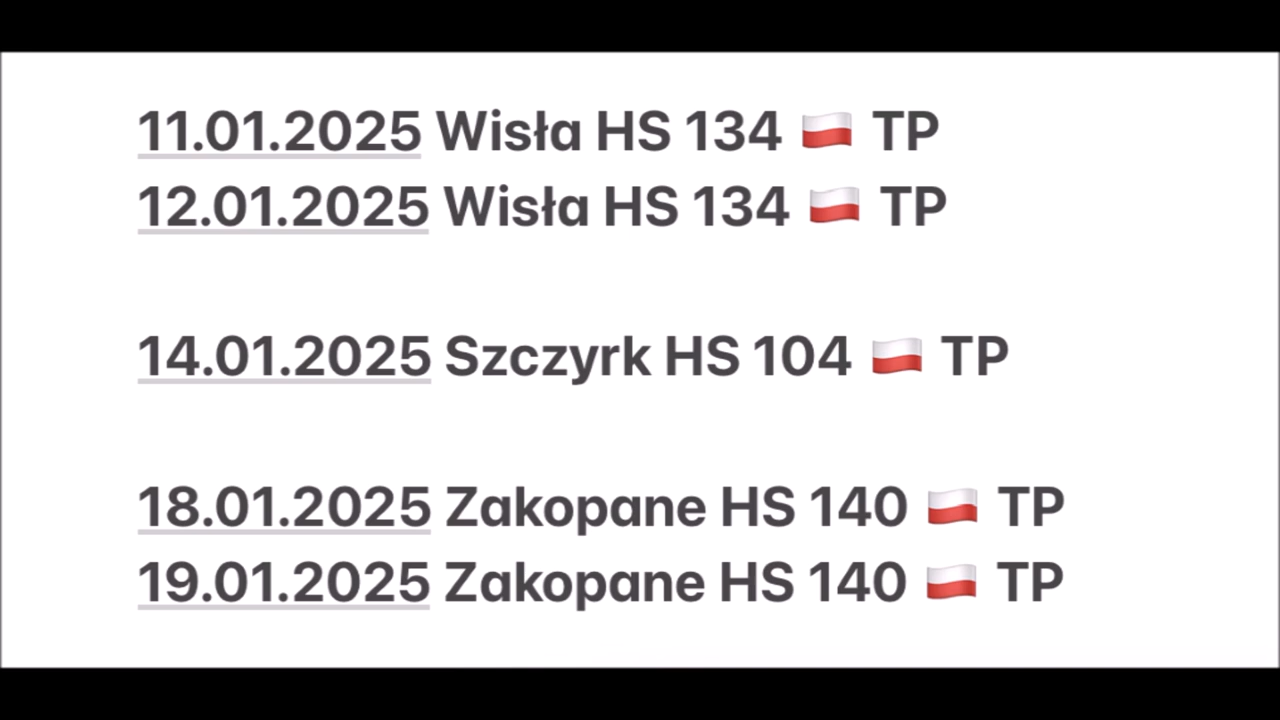 11.01.2025 Wisła HS 134 🇵🇱 TP
12.01.2025 Wisła HS 134 🇵🇱 TP
14.01.2025 Szczyrk HS 104 🇵🇱 TP
18.01.2025 Zakopane HS 140 🇵🇱 TP
19.01.2025 Zakopane HS 140 🇵🇱 TP